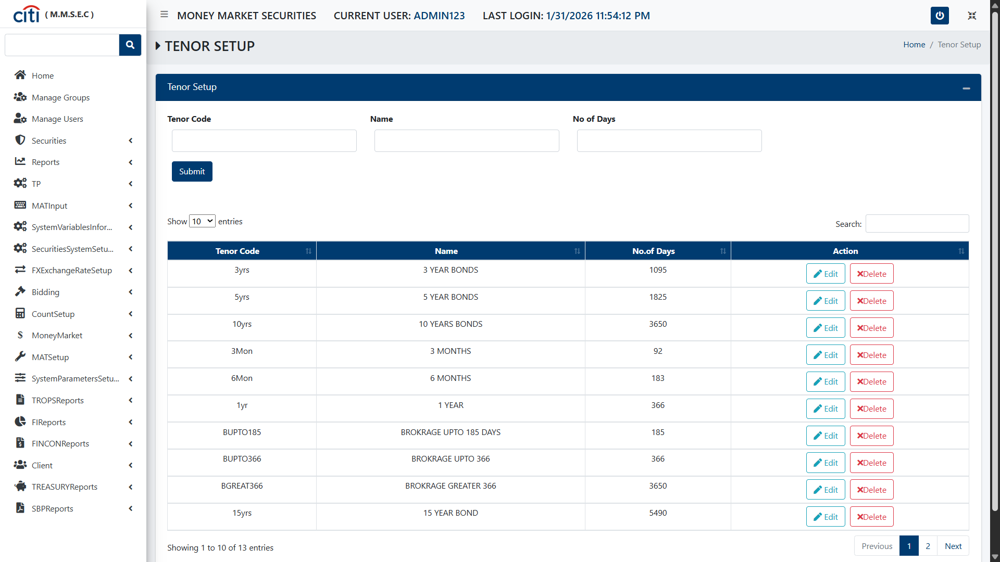 citi ( M.M.S.E.C )
MONEY MARKET SECURITIES CURRENT USER: ADMIN123 LAST LOGIN: 1/31/2026 11:54:12 PM
TENOR SETUP
Home / Tenor Setup
Home
Manage Groups
Manage Users
Securities
Reports
TP
MATInput
SystemVariablesInfor...
SecuritiesSystemSetu...
FXExchangeRateSetup
Bidding
CountSetup
MoneyMarket
MATSetup
SystemParametersSetu...
TROPSReports
FIReports
FINCONReports
Client
TREASURYReports
SBPReports
Tenor Setup
Tenor Code Name No of Days
Submit
Show 10 entries
Search:
Tenor Code Name No.of Days Action
3yrs 3 YEAR BONDS 1095 Edit Delete
5yrs 5 YEAR BONDS 1825 Edit Delete
10yrs 10 YEARS BONDS 3650 Edit Delete
3Mon 3 MONTHS 92 Edit Delete
6Mon 6 MONTHS 183 Edit Delete
1yr 1 YEAR 366 Edit Delete
BUPTO185 BROKRAGE UPTO 185 DAYS 185 Edit Delete
BUPTO366 BROKRAGE UPTO 366 366 Edit Delete
BGREAT366 BROKRAGE GREATER 366 3650 Edit Delete
15yrs 15 YEAR BOND 5490 Edit Delete
Showing 1 to 10 of 13 entries
Previous 1 2 Next